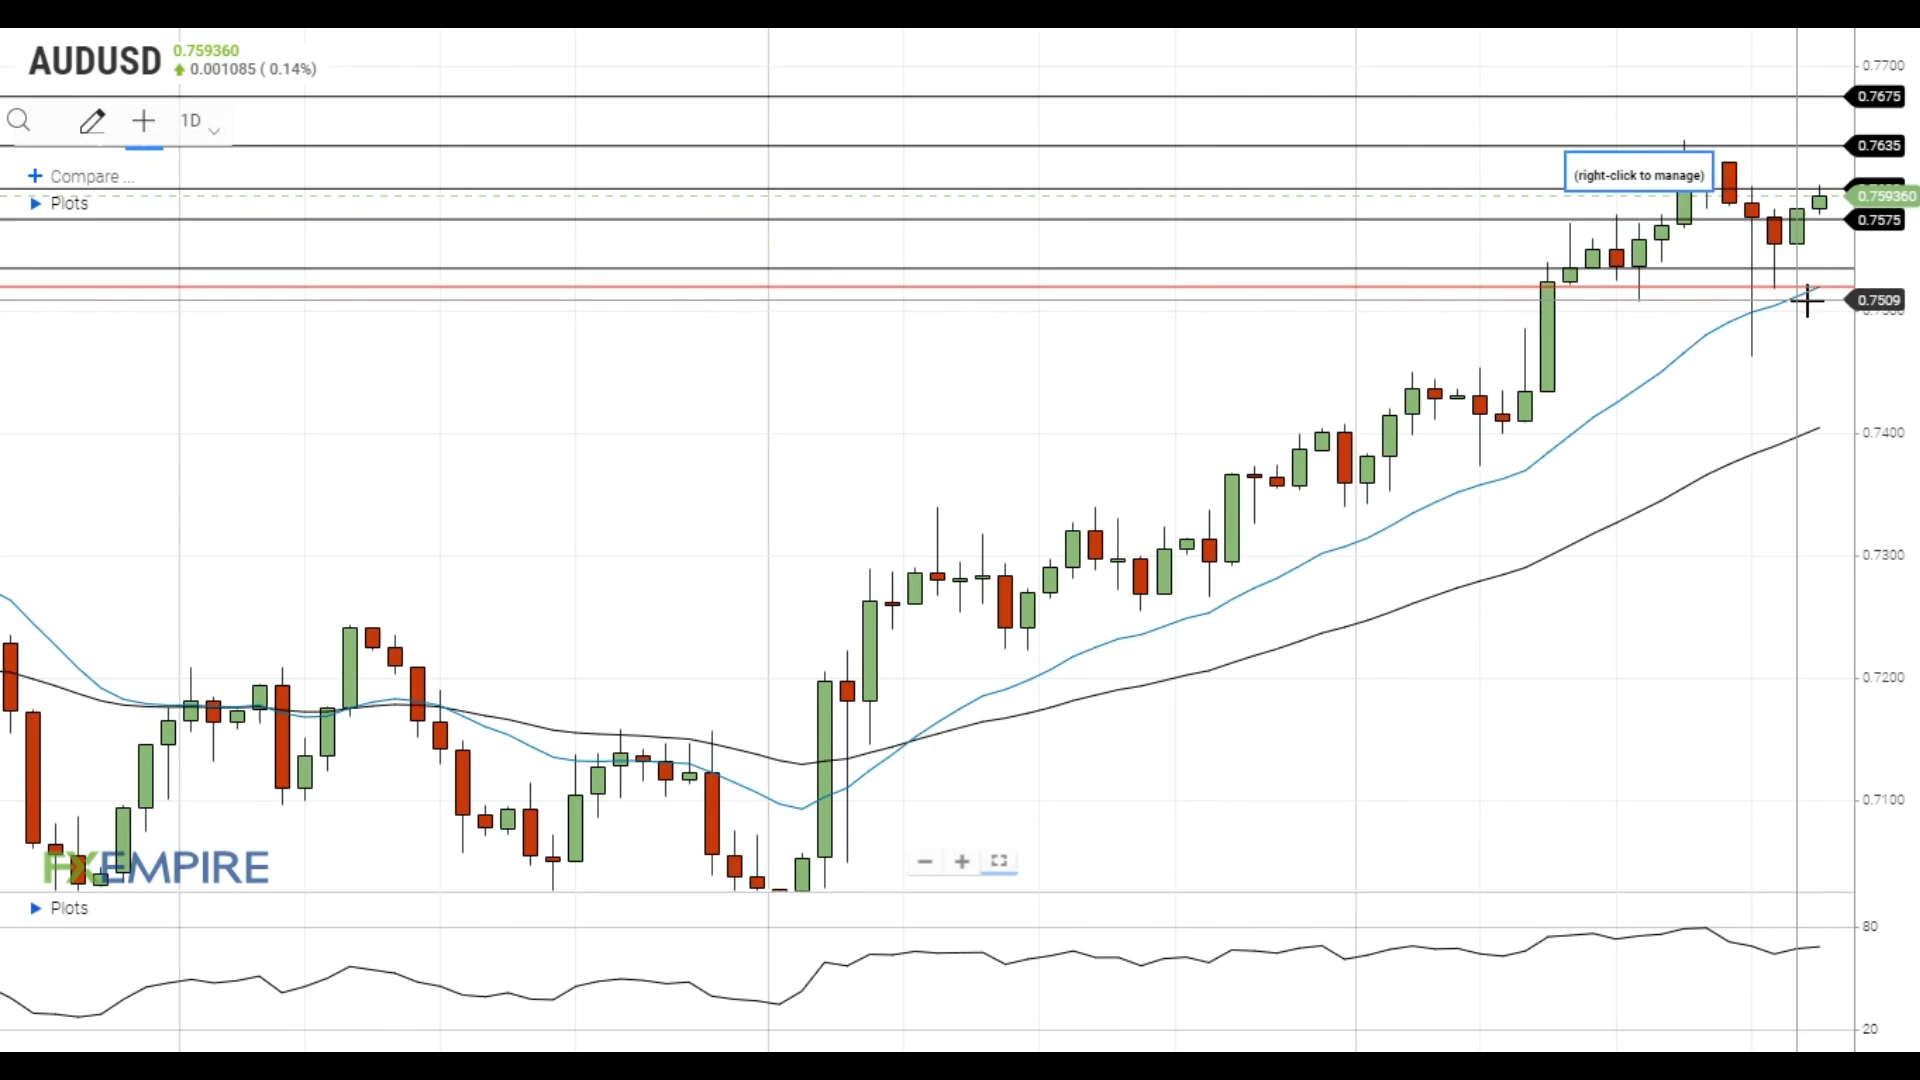 AUDUSD
0.759360
0.001085 ( 0.14%)
1D
Compare ...
Plots
(right-click to manage)
0.7700
0.7675
0.7635
0.759360
0.7575
0.7509
0.7400
0.7300
0.7200
0.7100
FXEMPIRE
Plots
80
20